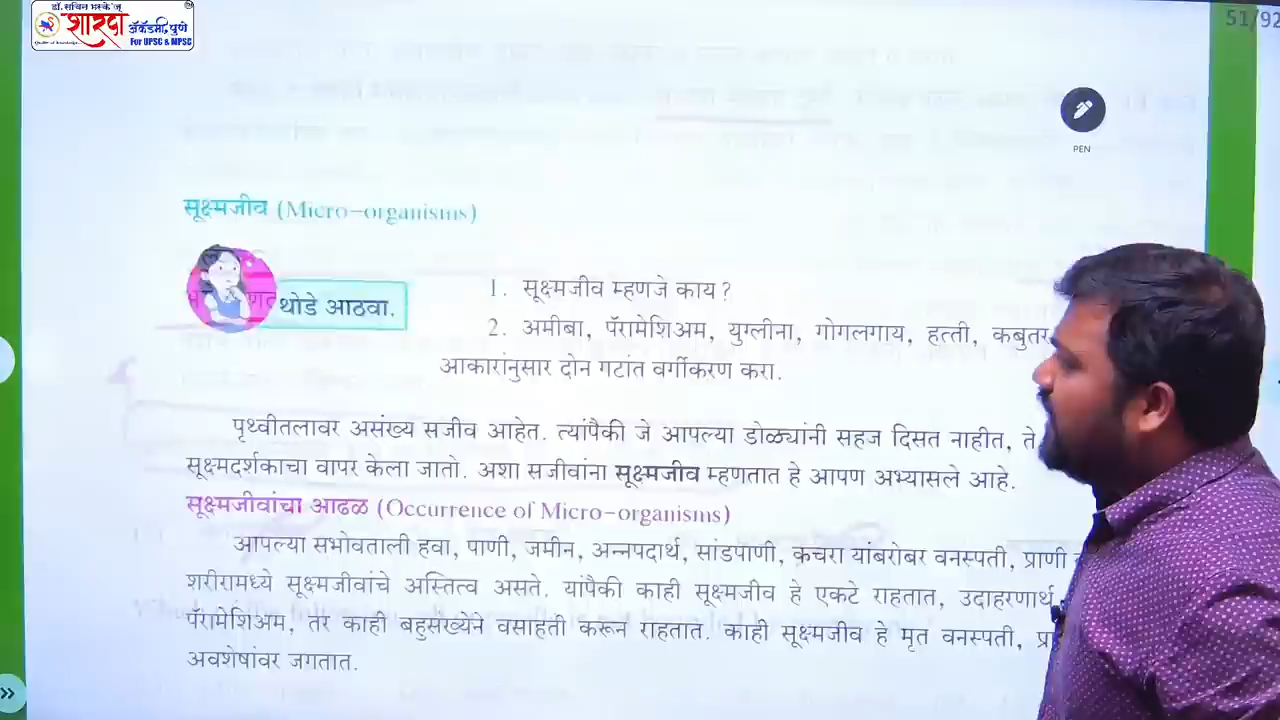 डॉ. सचिन भस्के'ज्
शारदा
ॲकॅडमी, पुणे
For UPSC & MPSC
51/92
PEN
सूक्ष्मजीव (Micro-organisms)
थोडे आठवा.
1. सूक्ष्मजीव म्हणजे काय ?
2. अमीबा, पॅरामेशिअम, युग्लीना, गोगलगाय, हत्ती, कबुतर
आकारांनुसार दोन गटांत वर्गीकरण करा.
पृथ्वीतलावर असंख्य सजीव आहेत. त्यांपैकी जे आपल्या डोळ्यांनी सहज दिसत नाहीत, ते
सूक्ष्मदर्शकाचा वापर केला जातो. अशा सजीवांना सूक्ष्मजीव म्हणतात हे आपण अभ्यासले आहे.
सूक्ष्मजीवांचा आढळ (Occurrence of Micro-organisms)
आपल्या सभोवताली हवा, पाणी, जमीन, अन्नपदार्थ, सांडपाणी, कचरा यांबरोबर वनस्पती, प्राणी
शरीरामध्ये सूक्ष्मजीवांचे अस्तित्व असते. यांपैकी काही सूक्ष्मजीव हे एकटे राहतात, उदाहरणार्थ
पॅरामेशिअम, तर काही बहुसंख्येने वसाहती करून राहतात. काही सूक्ष्मजीव हे मृत वनस्पती,
अवशेषांवर जगतात.